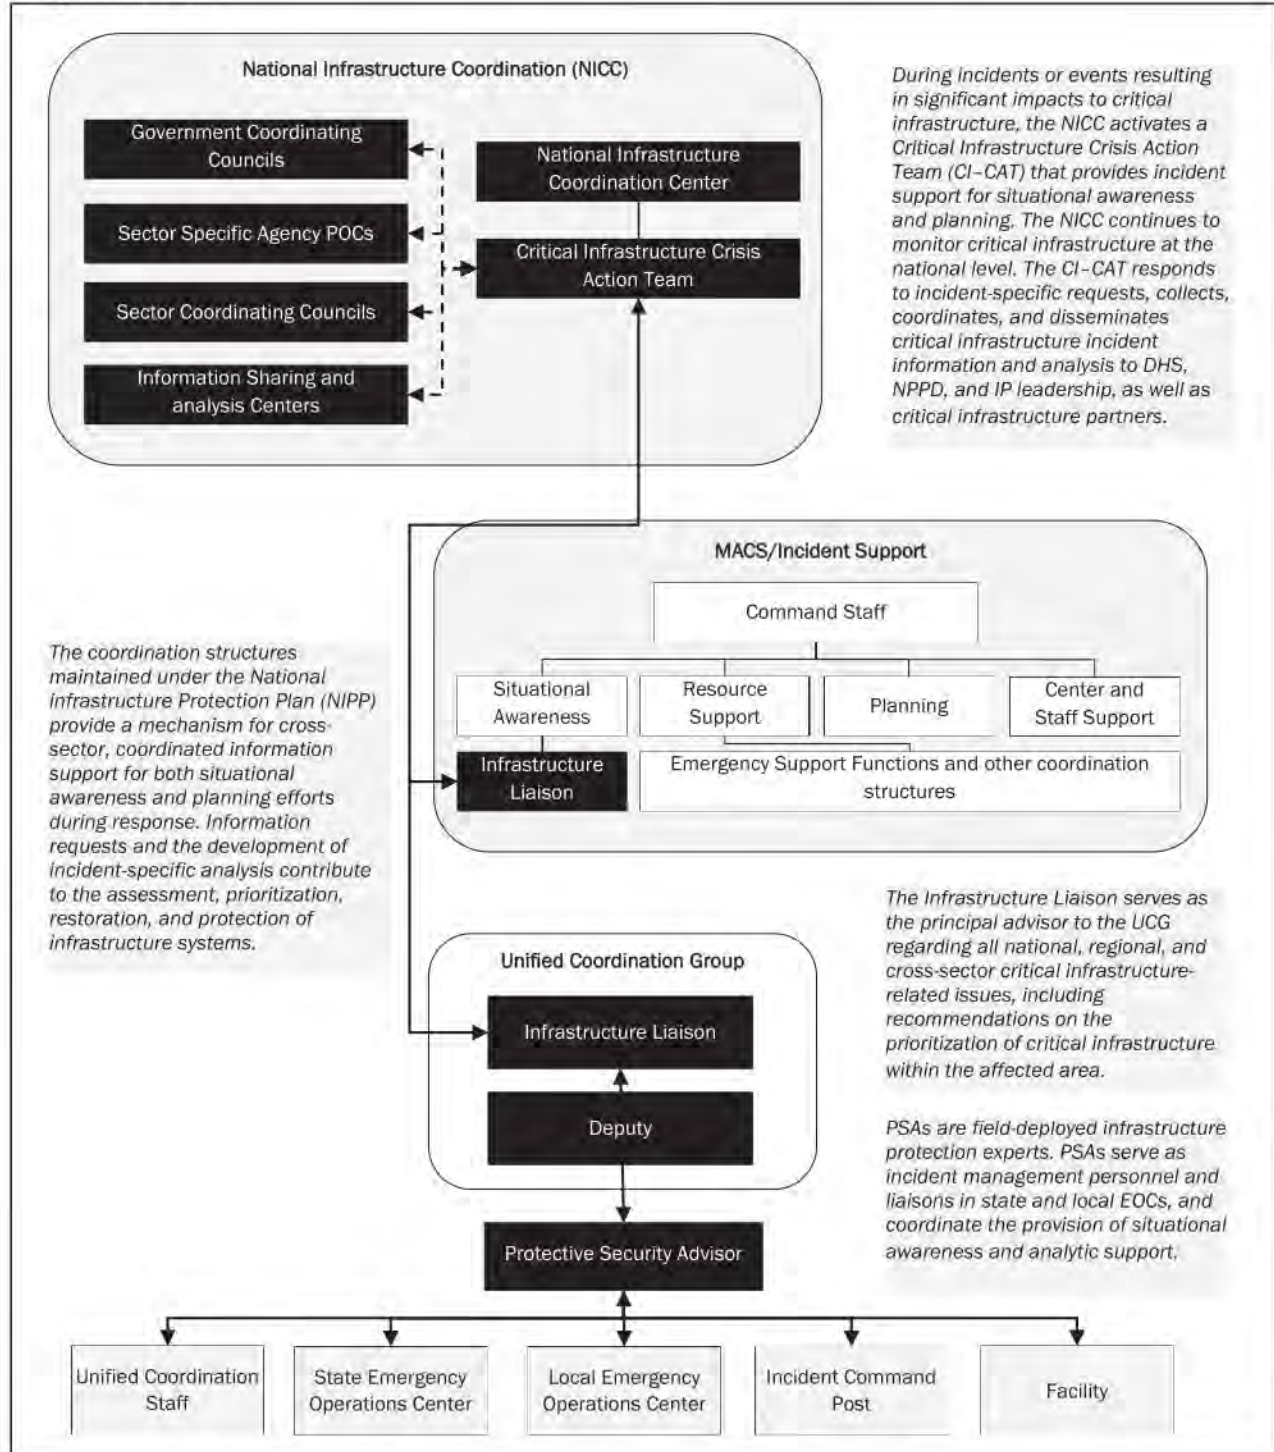 National Infrastructure Coordination (NICC)
Government Coordinating
Councils
Sector Specific Agency POCs
Sector Coordinating Councils
Information Sharing and
analysis Centers
National Infrastructure
Coordination Center
Critical Infrastructure Crisis
Action Team
During incidents or events resulting
in significant impacts to critical
infrastructure, the NICC activates a
Critical Infrastructure Crisis Action
Team (CI–CAT) that provides incident
support for situational awareness
and planning. The NICC continues to
monitor critical infrastructure at the
national level. The CI–CAT responds
to incident-specific requests, collects,
coordinates, and disseminates
critical infrastructure incident
information and analysis to DHS,
NPPD, and IP leadership, as well as
critical infrastructure partners.
MACS/Incident Support
Command Staff
Situational
Awareness
Resource
Support
Planning
Center and
Staff Support
Infrastructure
Liaison
Emergency Support Functions and other coordination
structures
The coordination structures
maintained under the National
infrastructure Protection Plan (NIPP)
provide a mechanism for cross-
sector, coordinated information
support for both situational
awareness and planning efforts
during response. Information
requests and the development of
incident-specific analysis contribute
to the assessment, prioritization,
restoration, and protection of
infrastructure systems.
The Infrastructure Liaison serves as
the principal advisor to the UCG
regarding all national, regional, and
cross-sector critical infrastructure-
related issues, including
recommendations on the
prioritization of critical infrastructure
within the affected area.
Unified Coordination Group
Infrastructure Liaison
Deputy
PSAs are field-deployed infrastructure
protection experts. PSAs serve as
incident management personnel and
liaisons in state and local EOCs, and
coordinate the provision of situational
awareness and analytic support.
Protective Security Advisor
Unified Coordination
Staff
State Emergency
Operations Center
Local Emergency
Operations Center
Incident Command
Post
Facility